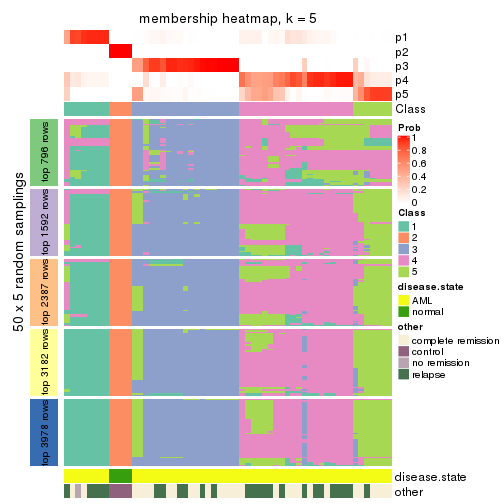 membership heatmap, k = 5
p1
p2
p3
p4
p5
Class
50 x 5 random samplings
top 796 rows
top 1592 rows
top 2387 rows
top 3182 rows
top 3978 rows
disease.state
other
Prob
1
0.8
0.6
0.4
0.2
0
Class
1
2
3
4
5
disease.state
AML
normal
other
complete remission
control
no remission
relapse